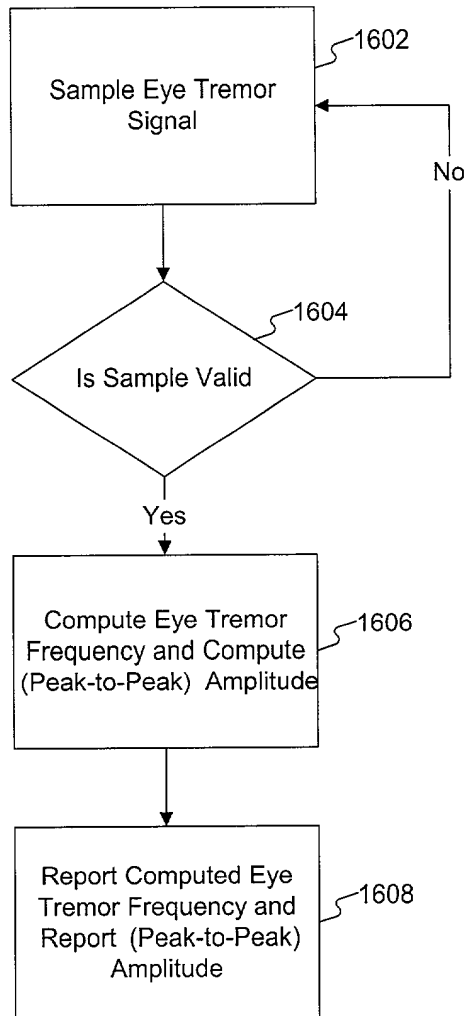 1602
Sample Eye Tremor
Signal
No
1604
Is Sample Valid
Yes
Compute Eye Tremor
Frequency and Compute
(Peak-to-Peak) Amplitude
1606
Report Computed Eye
Tremor Frequency and
Report (Peak-to-Peak)
Amplitude
1608